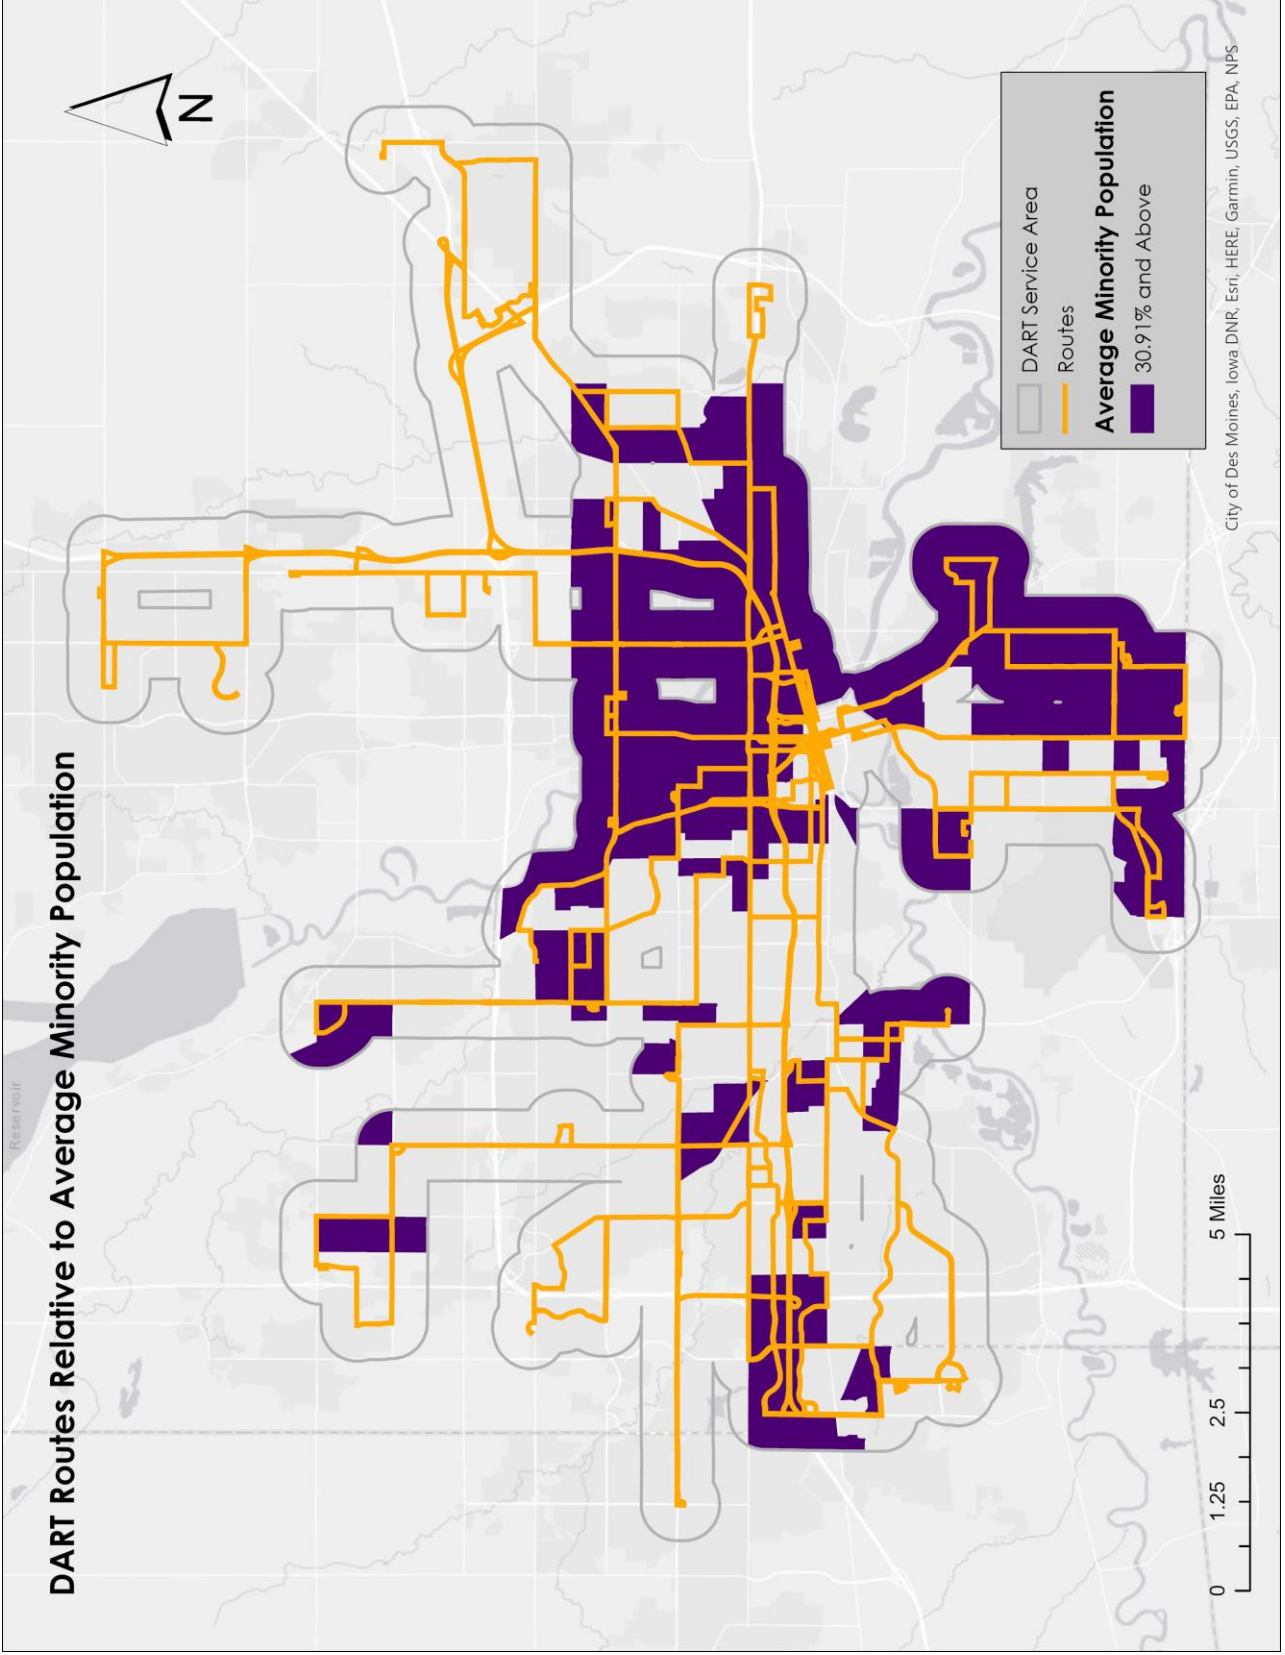 DART Routes Relative to Average Minority Population
N
Reservoir
DART Service Area
Routes
Average Minority Population
30.91% and Above
0 1.25 2.5 5 Miles
City of Des Moines, Iowa DNR, Esri, HERE, Garmin, USGS, EPA, NPS